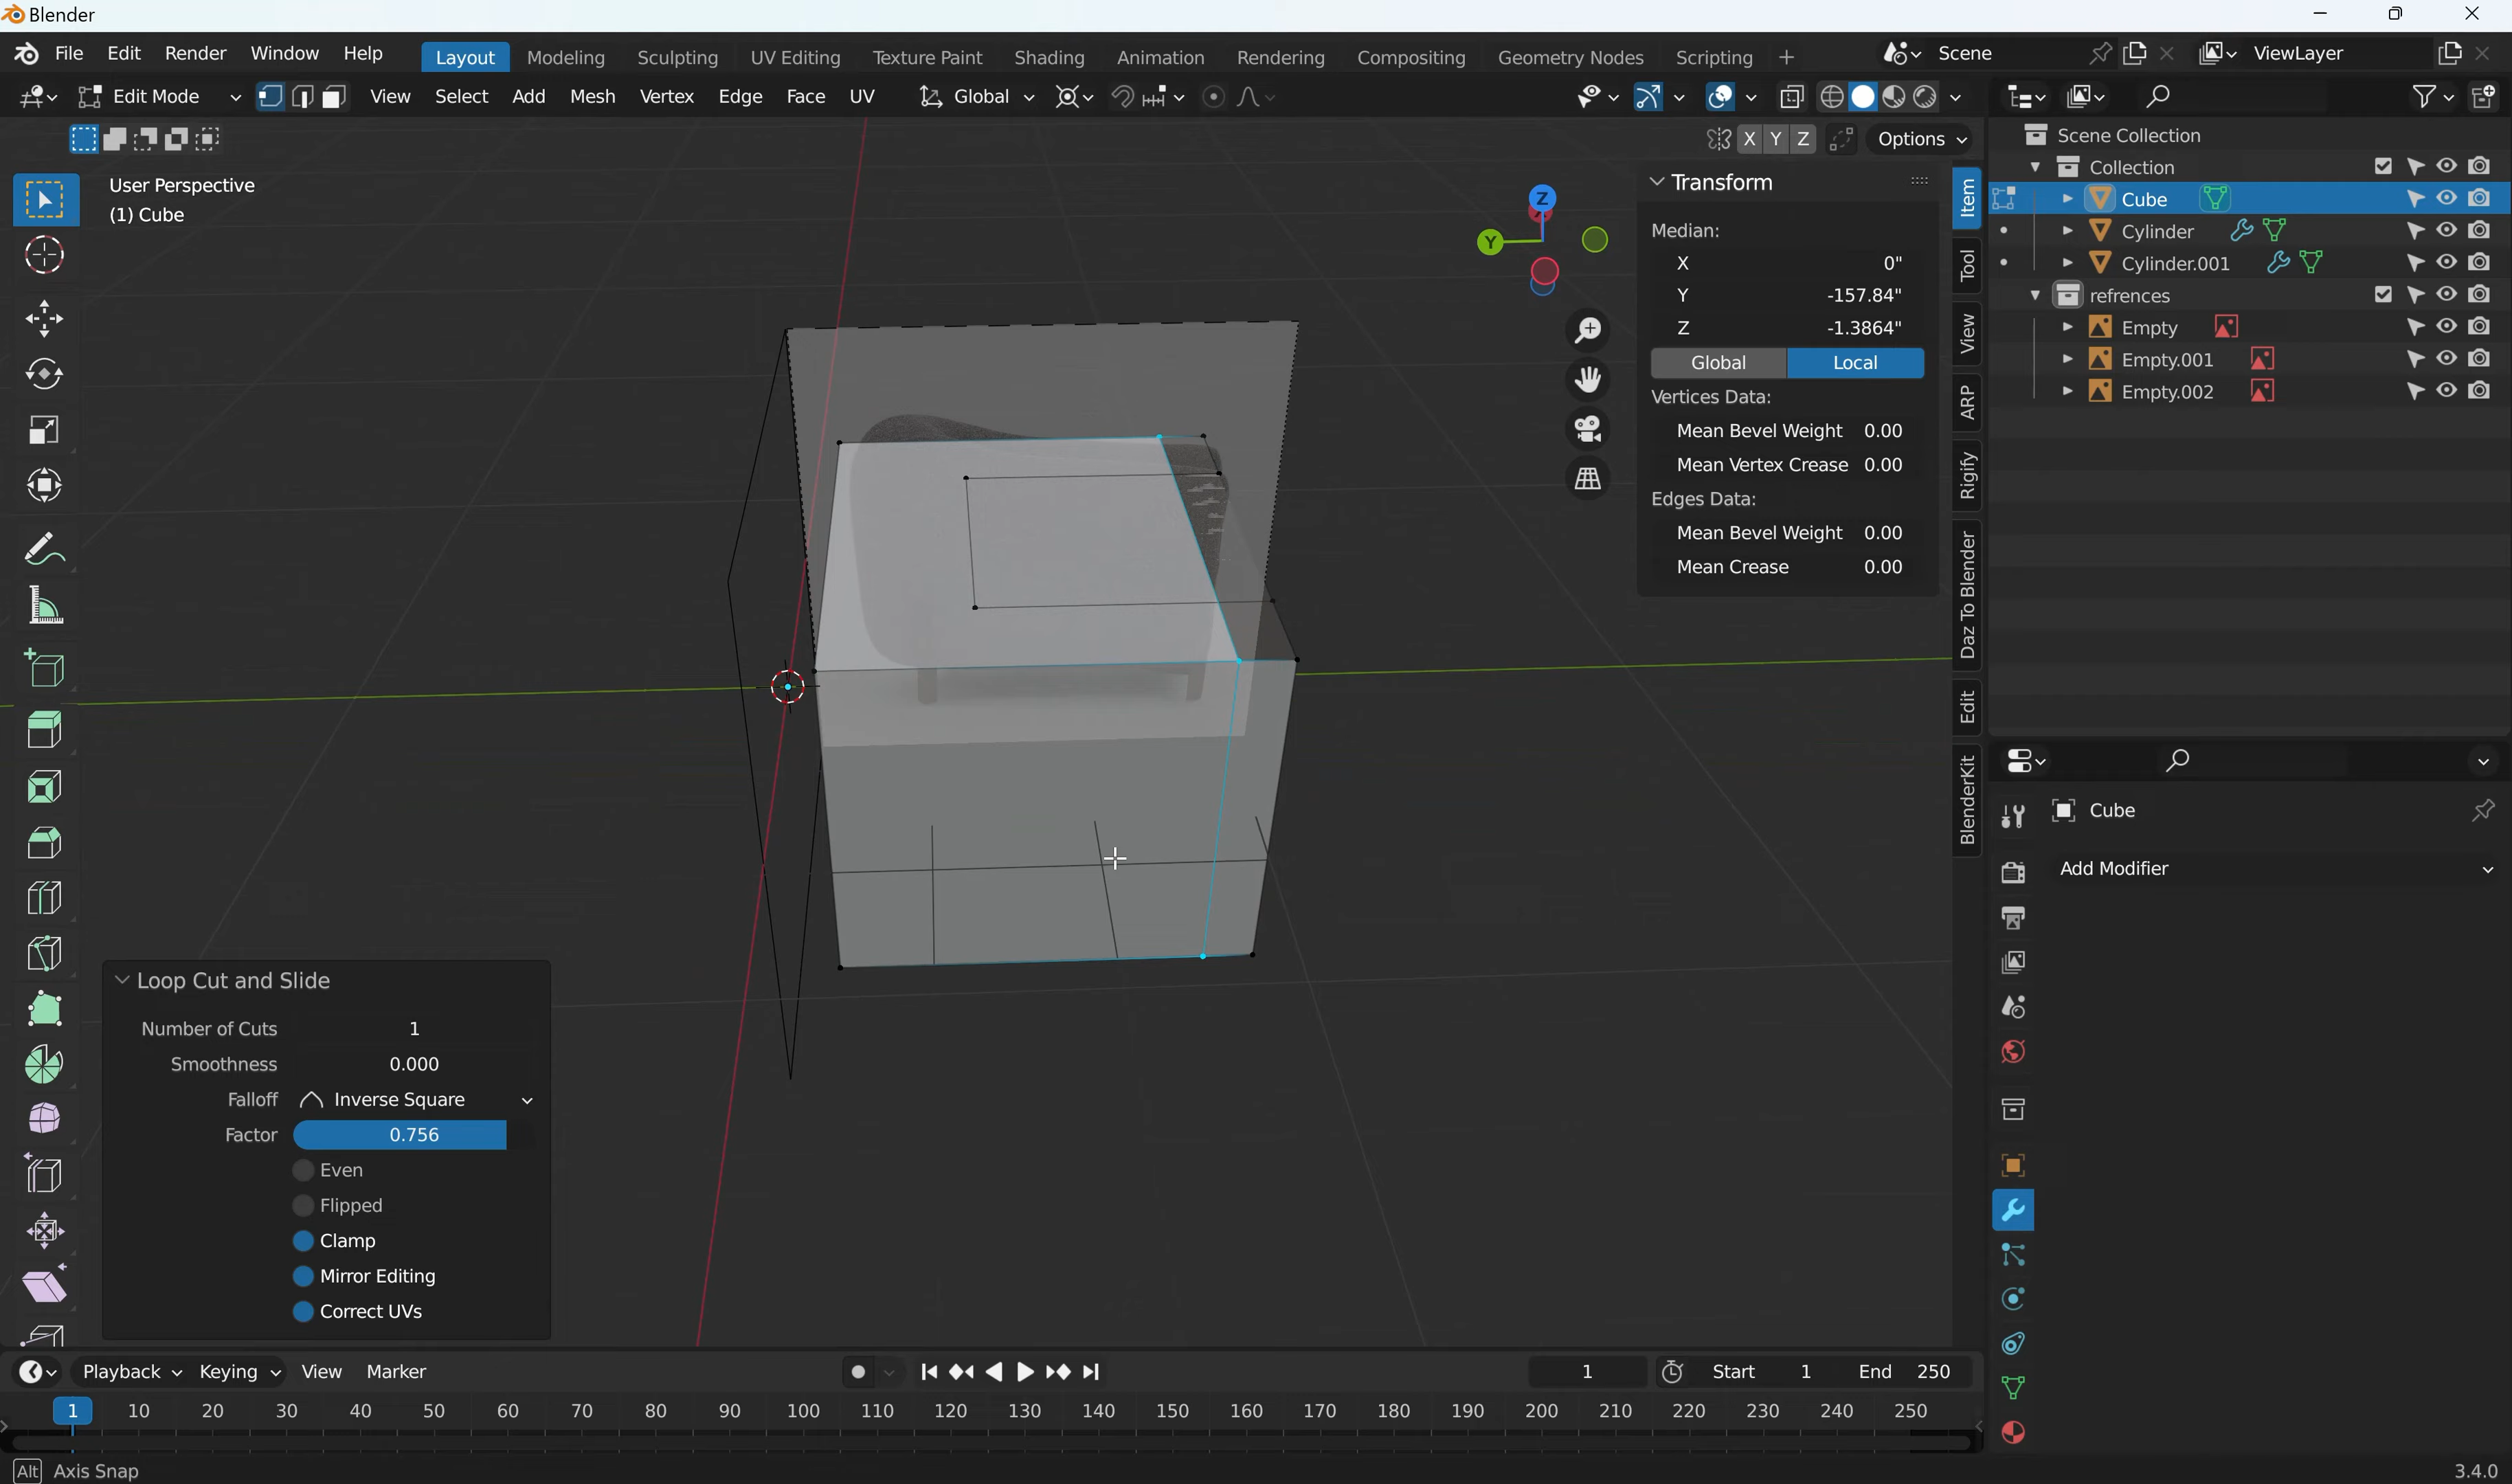 Blender
File Edit Render Window Help Layout Modeling Sculpting UV Editing Texture Paint Shading Animation Rendering Compositing Geometry Nodes Scripting + Scene ViewLayer
Edit Mode View Select Add Mesh Vertex Edge Face UV Global
X Y Z Options
User Perspective
(1) Cube
Z
Y
Transform
Median:
X 0"
Y -157.84"
Z -1.3864"
Global Local
Vertices Data:
Mean Bevel Weight 0.00
Mean Vertex Crease 0.00
Edges Data:
Mean Bevel Weight 0.00
Mean Crease 0.00
Item
Tool
View
ARP
Rigify
Daz To Blender
Edit
BlenderKit
Scene Collection
Collection
Cube
Cylinder
Cylinder.001
refrences
Empty
Empty.001
Empty.002
Cube
Add Modifier
Loop Cut and Slide
Number of Cuts 1
Smoothness 0.000
Falloff Inverse Square
Factor 0.756
Even
Flipped
Clamp
Mirror Editing
Correct UVs
Playback Keying View Marker 1 Start 1 End 250
1 10 20 30 40 50 60 70 80 90 100 110 120 130 140 150 160 170 180 190 200 210 220 230 240 250
Alt Axis Snap
3.4.0